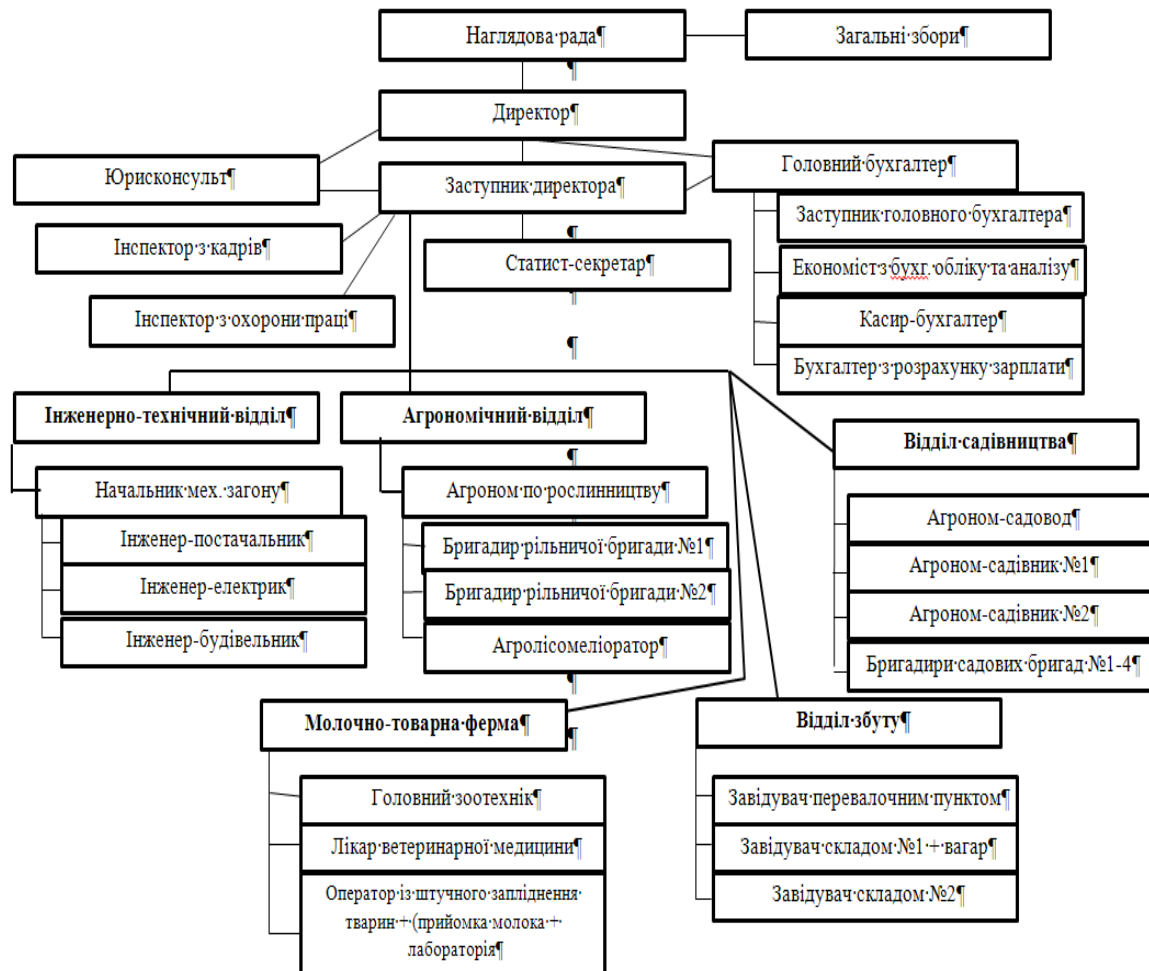 Наглядова·рада¶
Загальні·збори¶
¶
Директор¶
Юрисконсульт¶
Заступник·директора¶
Головний·бухгалтер¶
Заступник·головного·бухгалтера¶
¶
Інспектор·з·кадрів¶
Статист-секретар¶
Економіст·з·бухг.·обліку·та·аналізу¶
¶
Інспектор·з·охорони·праці¶
Касир-бухгалтер¶
¶
Бухгалтер·з·розрахунку·зарплати¶
Інженерно-технічний·відділ¶
Агрономічний·відділ¶
Відділ·садівництва¶
¶
Начальник·мех.·загону¶
Агроном·по·рослинництву¶
¶
Інженер-постачальник¶
Інженер-електрик¶
Інженер-будівельник¶
Бригадир·рільничої·бригади·№1¶
Бригадир·рільничої·бригади·№2¶
Агролісомеліоратор¶
¶
Агроном-садовод¶
Агроном-садівник·№1¶
Агроном-садівник·№2¶
Бригадири·садових·бригад·№1-4¶
Молочно-товарна·ферма¶
¶
Відділ·збуту¶
Головний·зоотехнік¶
Лікар·ветеринарної·медицини¶
Оператор·із·штучного·запліднення·
тварин·+·(прийомка·молока·+·
лабораторія¶
Завідувач·перевалочним·пунктом¶
Завідувач·складом·№1·+·вагар¶
Завідувач·складом·№2¶